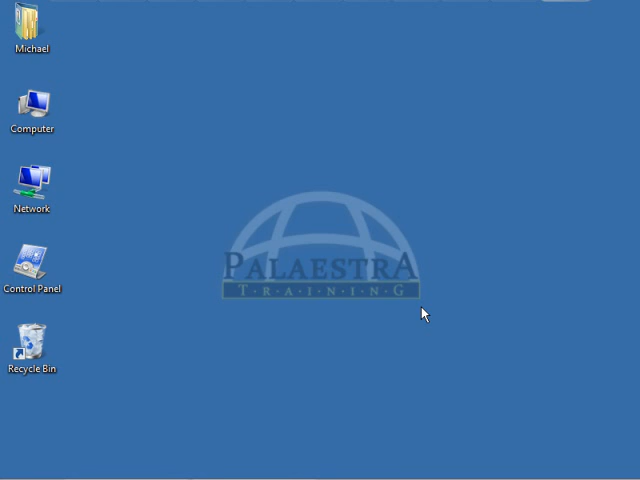 Michael
Computer
Network
Control Panel
Recycle Bin
PALAESTRA
T·R·A·I·N·I·N·G